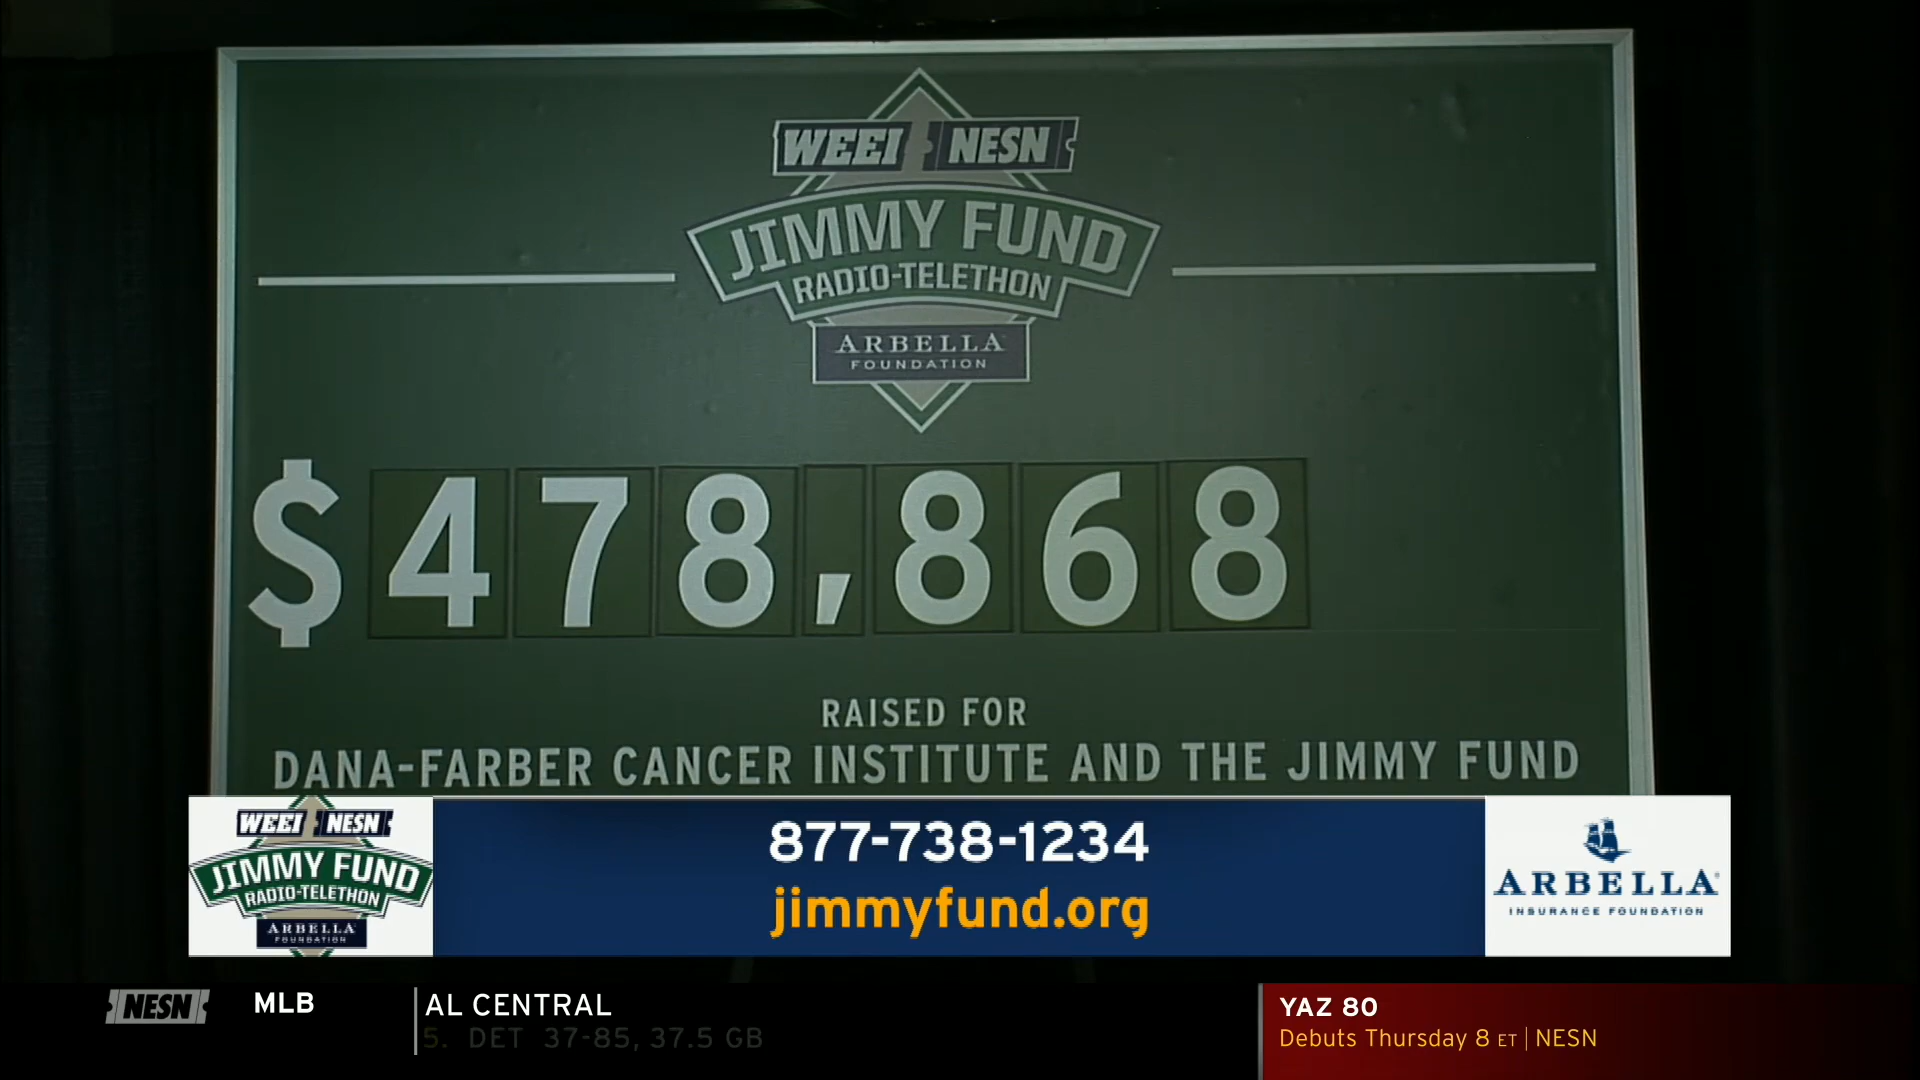 WEEI NESN
JIMMY FUND
RADIO-TELETHON
ARBELLA
FOUNDATION
$478,868
RAISED FOR
DANA-FARBER CANCER INSTITUTE AND THE JIMMY FUND
WEEI NESN
JIMMY FUND
RADIO-TELETHON
ARBELLA
FOUNDATION
877-738-1234
jimmyfund.org
ARBELLA
INSURANCE FOUNDATION
NESN
MLB
AL CENTRAL
5. DET 37-85, 37.5 GB
YAZ 80
Debuts Thursday 8 ET | NESN